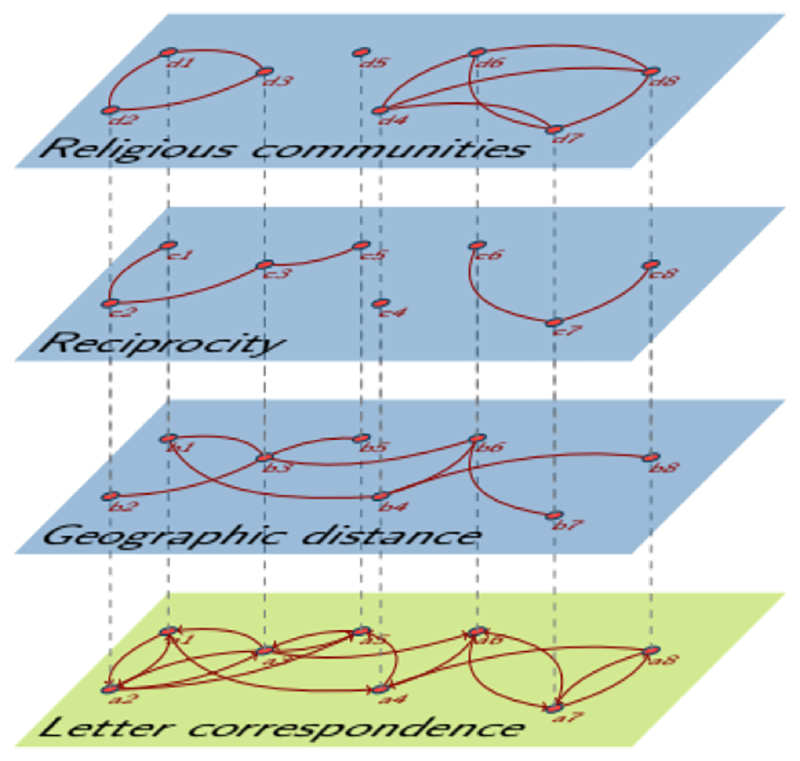 d1 d5 d6
d3 d8
d2 d4
d7
Religious communities
c1 c5 c6
c3 c8
c2 c4
c7
Reciprocity
b1 b5 b6
b3 b8
b2 b4
b7
Geographic distance
a1 a5 a6
a3 a8
a2 a4
a7
Letter correspondence